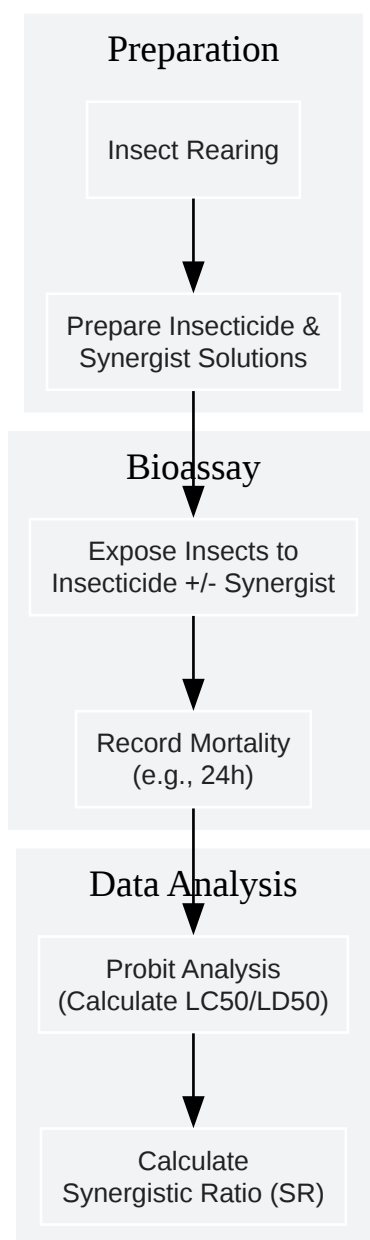 Preparation
Insect Rearing
Prepare Insecticide &
Synergist Solutions
Bioassay
Expose Insects to
Insecticide +/- Synergist
Record Mortality
(e.g., 24h)
Data Analysis
Probit Analysis
(Calculate LC50/LD50)
Calculate
Synergistic Ratio (SR)